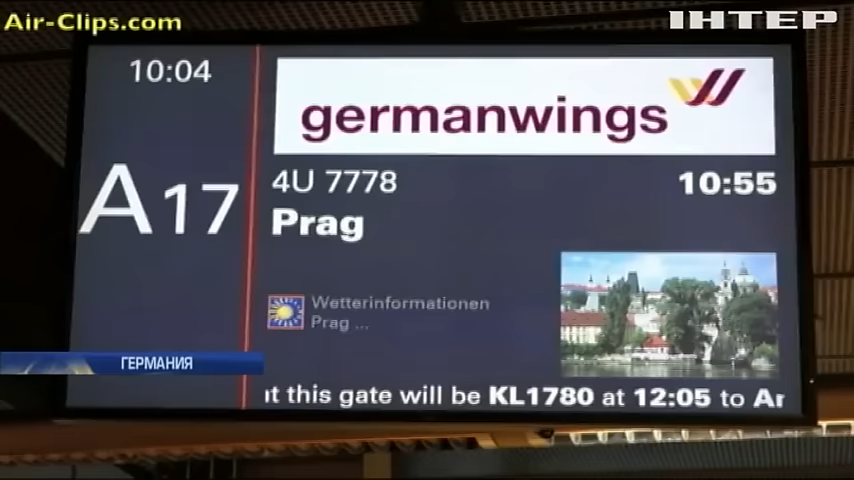 Air-Clips.com
ІНТЕР
10:04
germanwings
A17
4U 7778
10:55
Prag
Wetterinformationen
Prag ...
ГЕРМАНИЯ
this gate will be KL1780 at 12:05 to